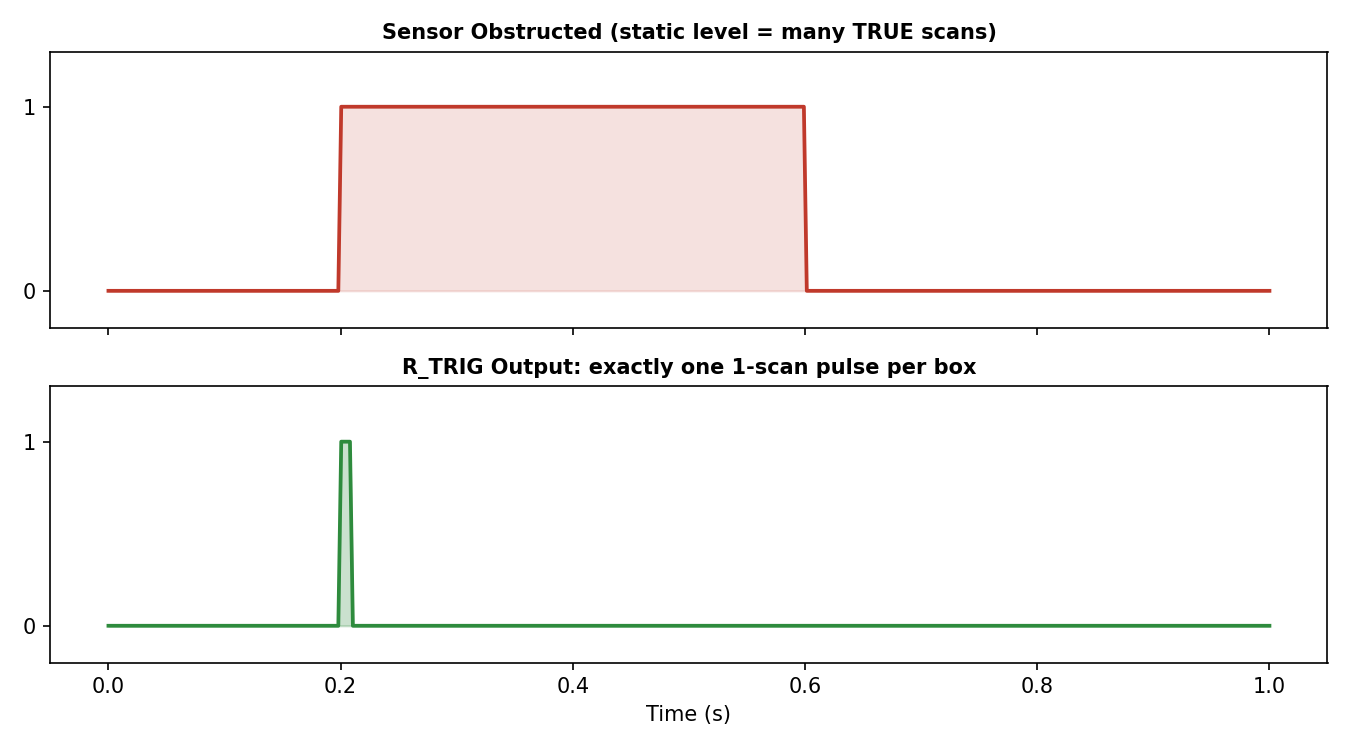 Sensor Obstructed (static level = many TRUE scans)
1
0
R_TRIG Output: exactly one 1-scan pulse per box
1
0
0.0 0.2 0.4 0.6 0.8 1.0
Time (s)